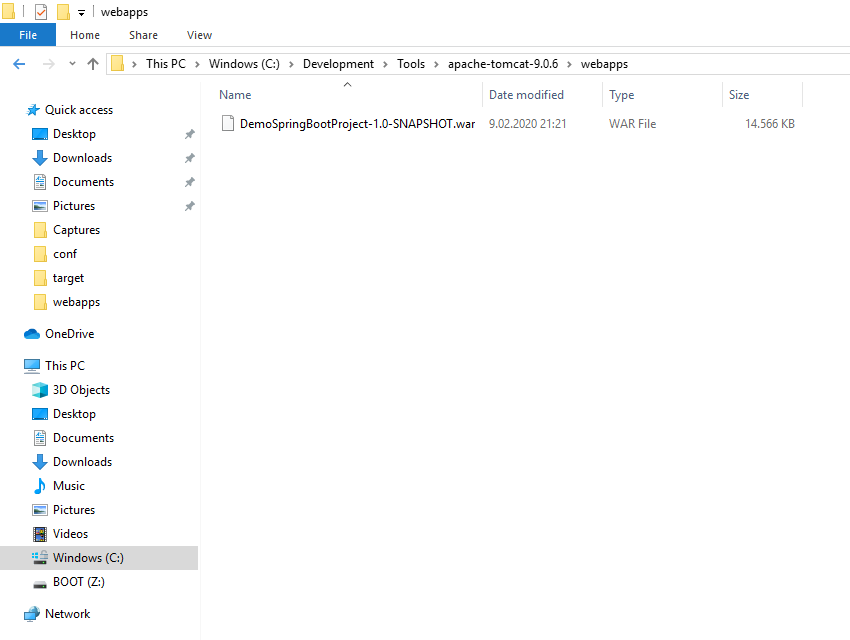 webapps
File Home Share View
This PC Windows (C:) Development Tools apache-tomcat-9.0.6 webapps
Name Date modified Type Size
DemoSpringBootProject-1.0-SNAPSHOT.war 9.02.2020 21:21 WAR File 14.566 KB
Quick access
Desktop
Downloads
Documents
Pictures
Captures
conf
target
webapps
OneDrive
This PC
3D Objects
Desktop
Documents
Downloads
Music
Pictures
Videos
Windows (C:)
BOOT (Z:)
Network